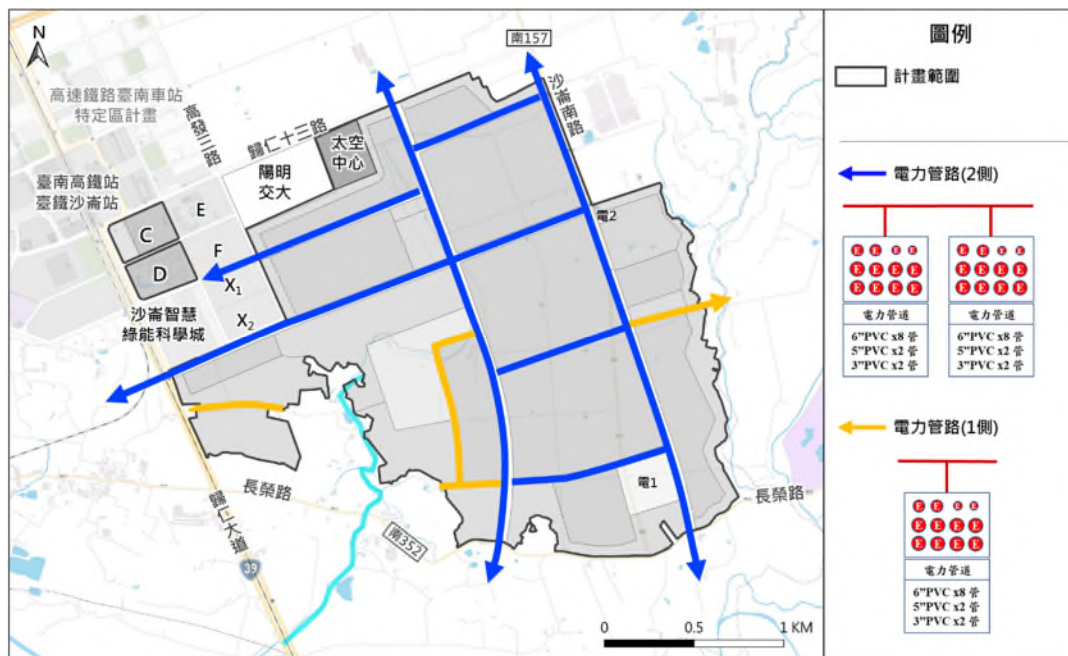 N
南157
沙崙南路
高速鐵路臺南車站
特定區計畫
高發三路
歸仁十三路
太空
中心
陽明
交大
臺南高鐵站
臺鐵沙崙站
E
C
F
D
X1
X2
沙崙智慧
綠能科學城
電2
電1
長榮路
長榮路
歸仁大道
南352
39
0 0.5 1 KM
圖例
計畫範圍
電力管路(2側)
E E E E E E E E
E E E E E E E E
E E E E E E E E
電力管道 電力管道
6"PVC x8 管 6"PVC x8 管
5"PVC x2 管 5"PVC x2 管
3"PVC x2 管 3"PVC x2 管
電力管路(1側)
E E E E
E E E E
E E E E
電力管道
6"PVC x8 管
5"PVC x2 管
3"PVC x2 管